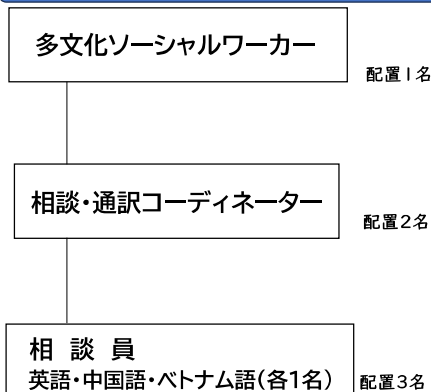 多文化ソーシャルワーカー
配置1名
相談・通訳コーディネーター
配置2名
相 談 員
英語・中国語・ベトナム語(各1名)
配置3名